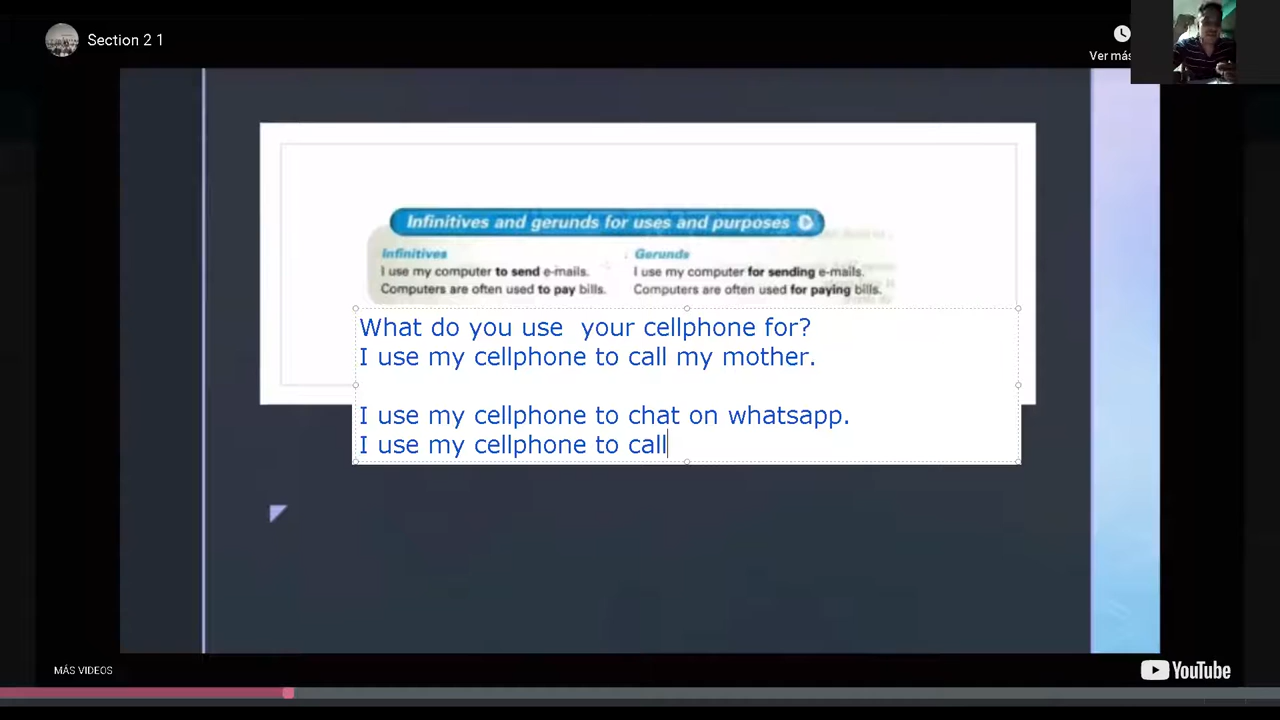 Section 2 1
Ver más
Infinitives and gerunds for uses and purposes
Infinitives
I use my computer to send e-mails.
Computers are often used to pay bills.
Gerunds
I use my computer for sending e-mails.
Computers are often used for paying bills.
What do you use  your cellphone for?
I use my cellphone to call my mother.
I use my cellphone to chat on whatsapp.
I use my cellphone to call
MÁS VIDEOS
YouTube